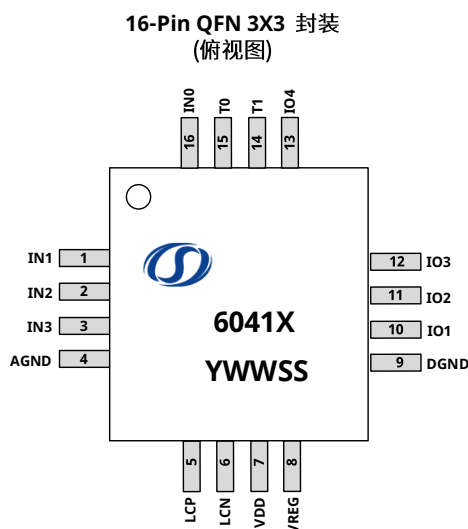 16-Pin QFN 3X3 封装
(俯视图)
IN0 T0 T1 IO4
16 15 14 13
IN1 1 12 IO3
IN2 2 11 IO2
IN3 3 10 IO1
AGND 4 9 DGND
6041X
YWWSS
5 6 7 8
LCP LCN VDD VREG